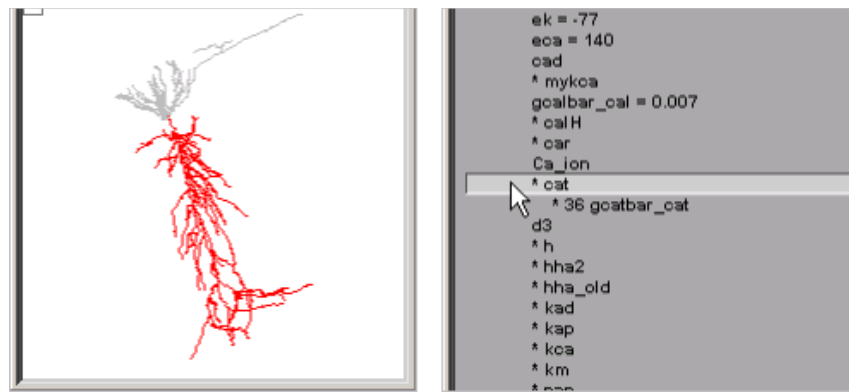 ek = -77
eca = 140
cad
* mykca
gcalbar_cal = 0.007
* calH
* car
Ca_ion
* cat
* 36 gcatbar_cat
d3
* h
* hha2
* hha_old
* kad
* kap
* kca
* km